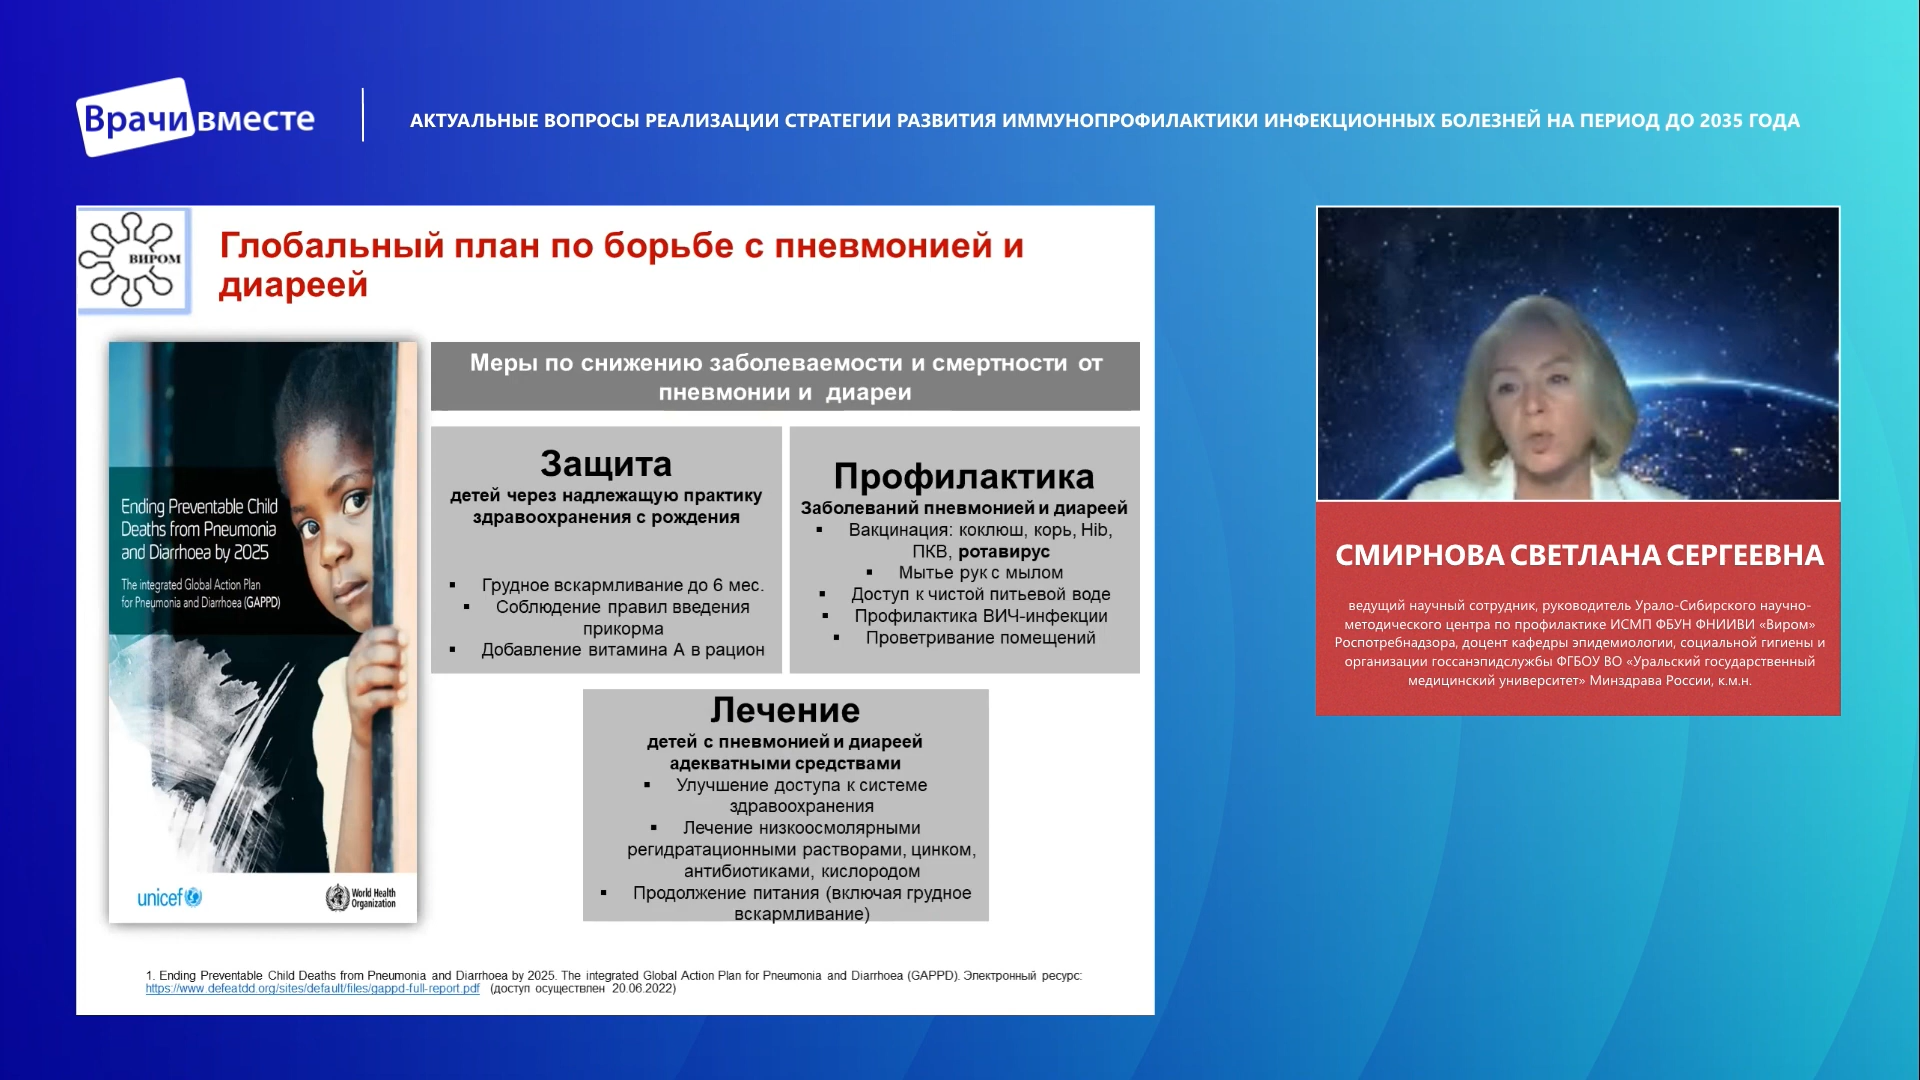 Врачи вместе
АКТУАЛЬНЫЕ ВОПРОСЫ РЕАЛИЗАЦИИ СТРАТЕГИИ РАЗВИТИЯ ИММУНОПРОФИЛАКТИКИ ИНФЕКЦИОННЫХ БОЛЕЗНЕЙ НА ПЕРИОД ДО 2035 ГОДА
ВИРОМ
Глобальный план по борьбе с пневмонией и
диареей
Ending Preventable Child
Deaths from Pneumonia
and Diarrhoea by 2025
The integrated Global Action Plan
for Pneumonia and Diarrhoea (GAPPD)
unicef
World Health
Organization
Меры по снижению заболеваемости и смертности от
пневмонии и диареи
Защита
детей через надлежащую практику
здравоохранения с рождения
▪ Грудное вскармливание до 6 мес.
▪ Соблюдение правил введения
прикорма
▪ Добавление витамина А в рацион
Профилактика
Заболеваний пневмонией и диареей
▪ Вакцинация: коклюш, корь, Hib,
ПКВ, ротавирус
▪ Мытье рук с мылом
▪ Доступ к чистой питьевой воде
▪ Профилактика ВИЧ-инфекции
▪ Проветривание помещений
Лечение
детей с пневмонией и диареей
адекватными средствами
▪ Улучшение доступа к системе
здравоохранения
▪ Лечение низкоосмолярными
регидратационными растворами, цинком,
антибиотиками, кислородом
▪ Продолжение питания (включая грудное
вскармливание)
1. Ending Preventable Child Deaths from Pneumonia and Diarrhoea by 2025. The integrated Global Action Plan for Pneumonia and Diarrhoea (GAPPD). Электронный ресурс:
https://www.defeatdd.org/sites/default/files/gappd-full-report.pdf (доступ осуществлен 20.06.2022)
СМИРНОВА СВЕТЛАНА СЕРГЕЕВНА
ведущий научный сотрудник, руководитель Урало-Сибирского научно-
методического центра по профилактике ИСМП ФБУН ФНИИВИ «Виром»
Роспотребнадзора, доцент кафедры эпидемиологии, социальной гигиены и
организации госсанэпидслужбы ФГБОУ ВО «Уральский государственный
медицинский университет» Минздрава России, к.м.н.